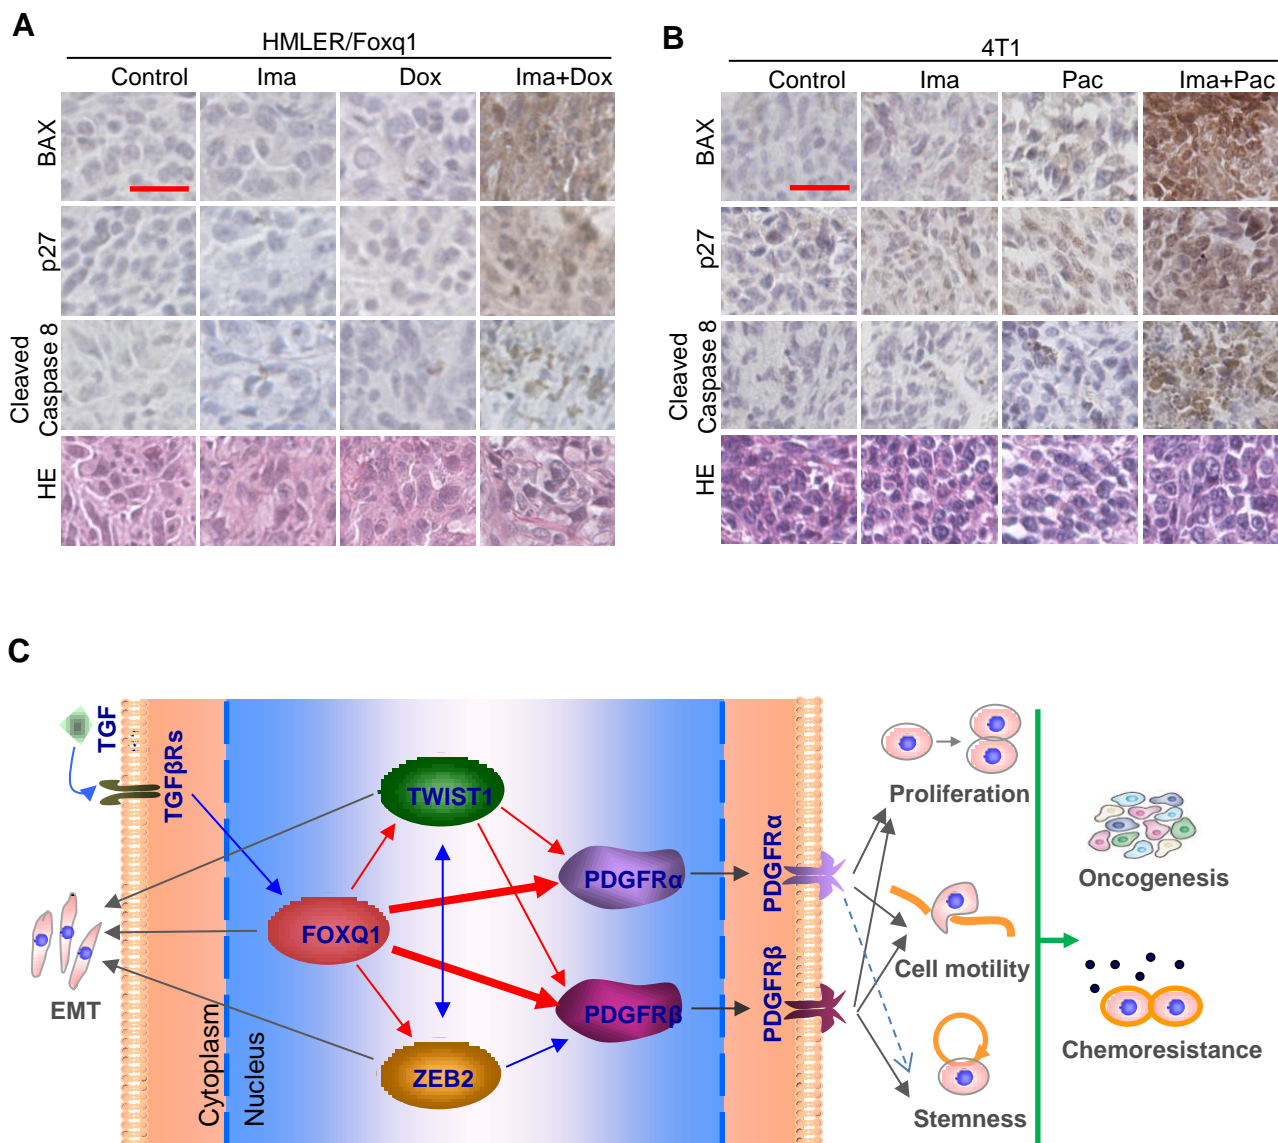 A
HMLER/Foxq1
Control Ima Dox Ima+Dox
BAX
p27
Cleaved
Caspase 8
HE
B
4T1
Control Ima Pac Ima+Pac
BAX
p27
Cleaved
Caspase 8
HE
C
TGF
TGFβRs
EMT
Cytoplasm
Nucleus
TWIST1
FOXQ1
ZEB2
PDGFRα
PDGFRβ
PDGFRα
PDGFRβ
Proliferation
Cell motility
Stemness
Oncogenesis
Chemoresistance